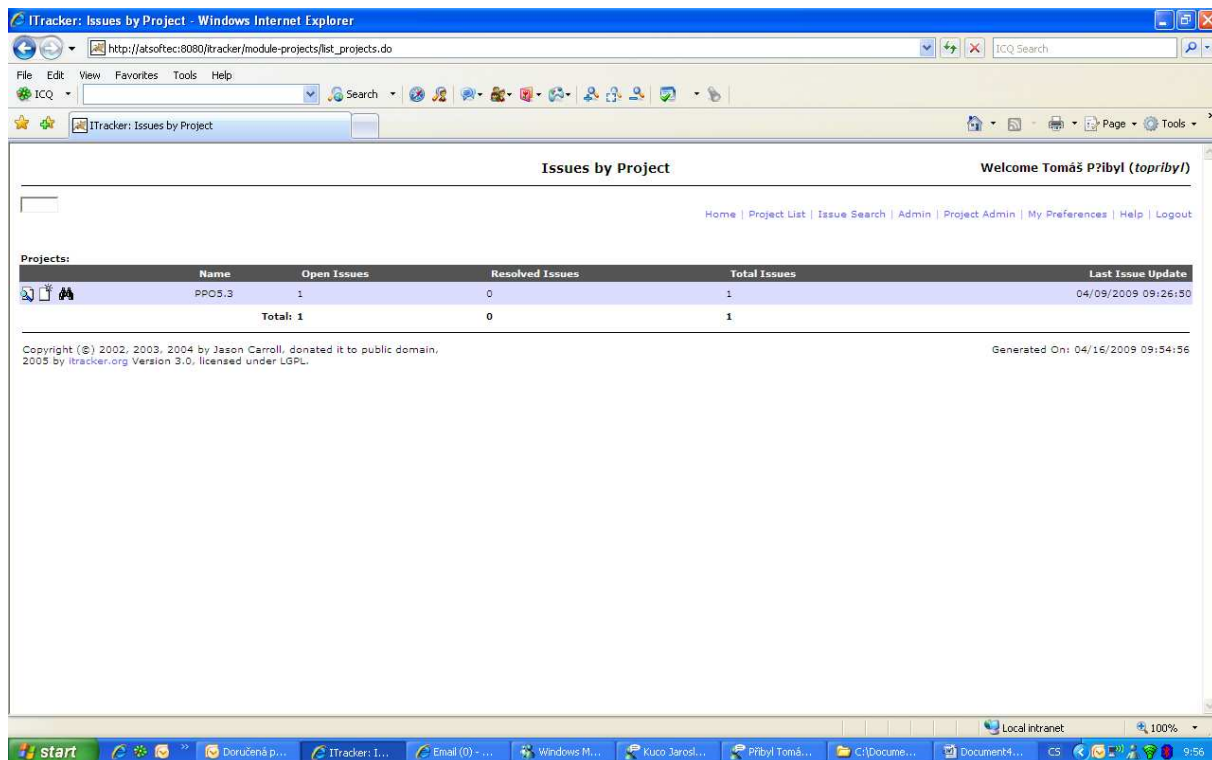 ITracker: Issues by Project - Windows Internet Explorer
http://atsoftec:8080/itracker/module-projects/list_projects.do
ICQ Search
File Edit View Favorites Tools Help
ICQ Search
ITracker: Issues by Project
Page Tools
Issues by Project
Welcome Tomáš P?ibyl (topribyl)
Home | Project List | Issue Search | Admin | Project Admin | My Preferences | Help | Logout
Projects:
Name Open Issues Resolved Issues Total Issues Last Issue Update
PPO5.3 1 0 1 04/09/2009 09:26:50
Total: 1 0 1
Copyright (©) 2002, 2003, 2004 by Jason Carroll, donated it to public domain,
2005 by itracker.org Version 3.0, licensed under LGPL.
Generated On: 04/16/2009 09:54:56
Local intranet 100%
start Doručená p... ITracker: I... Email (0) - ... Windows M... Kuco Jarosl... Přibyl Tomá... C:\Docume... Document4... CS 9:56